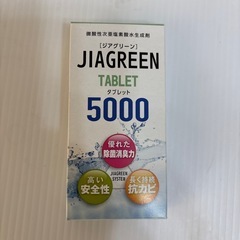 微酸性次亜塩素酸水生成剤
［ジアグリーン］
JIAGREEN
TABLET
タブレット
5000
優れた
除菌消臭力
JIAGREEN
SYSTEM
高い
安全性
長く持続
抗カビ